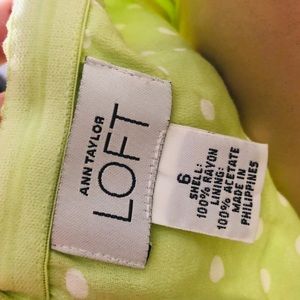 ANN TAYLOR
LOFT
6
SHELL:
100% RAYON
LINING:
100% ACETATE
MADE IN
PHILIPPINES